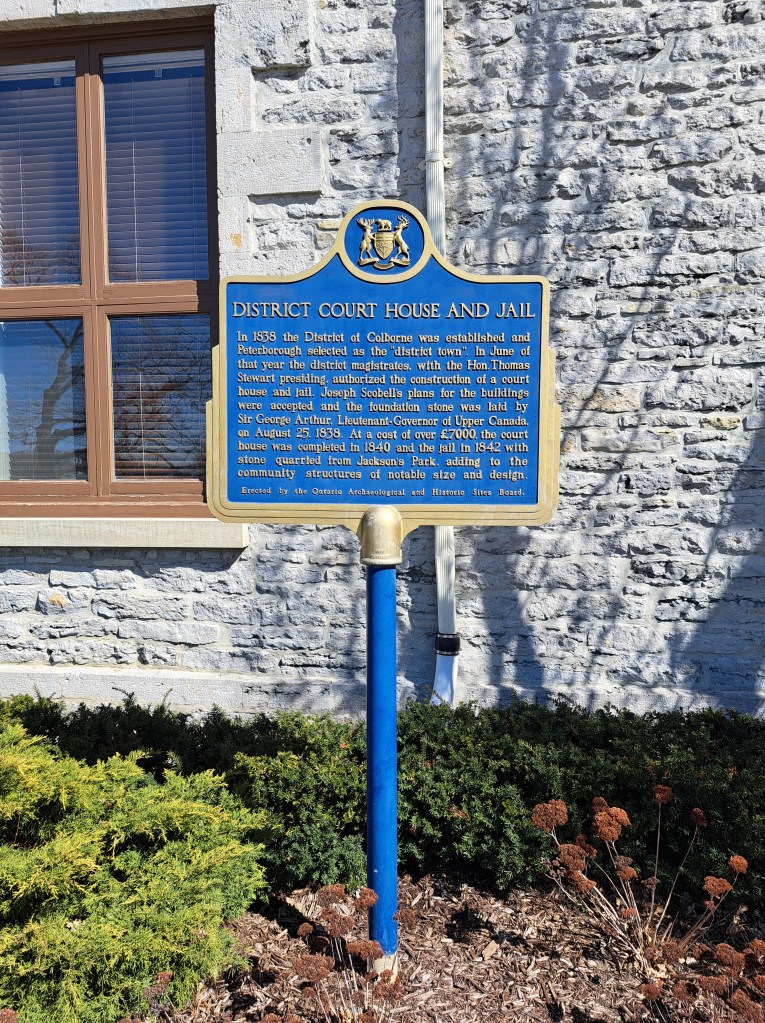 DISTRICT COURT HOUSE AND JAIL
In 1838 the District of Colborne was established and
Peterborough selected as the "district town". In June of
that year the district magistrates, with the Hon. Thomas
Stewart presiding, authorized the construction of a court
house and jail. Joseph Scobell's plans for the buildings
were accepted and the foundation stone was laid by
Sir George Arthur, Lieutenant-Governor of Upper Canada,
on August 25, 1838. At a cost of over £7000, the court
house was completed in 1840 and the jail in 1842 with
stone quarried from Jackson's Park, adding to the
community structures of notable size and design.
Erected by the Ontario Archaeological and Historic Sites Board.